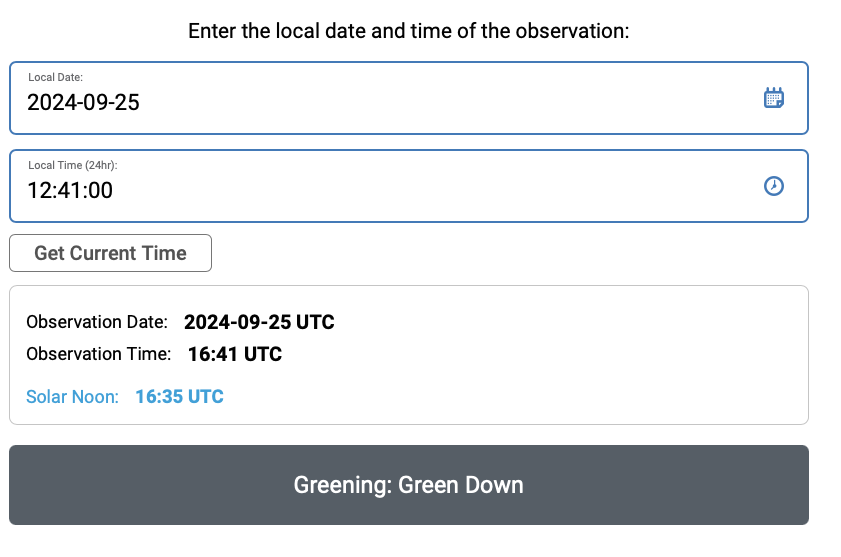 Enter the local date and time of the observation:
Local Date:
2024-09-25
Local Time (24hr):
12:41:00
Get Current Time
Observation Date: 2024-09-25 UTC
Observation Time: 16:41 UTC
Solar Noon: 16:35 UTC
Greening: Green Down